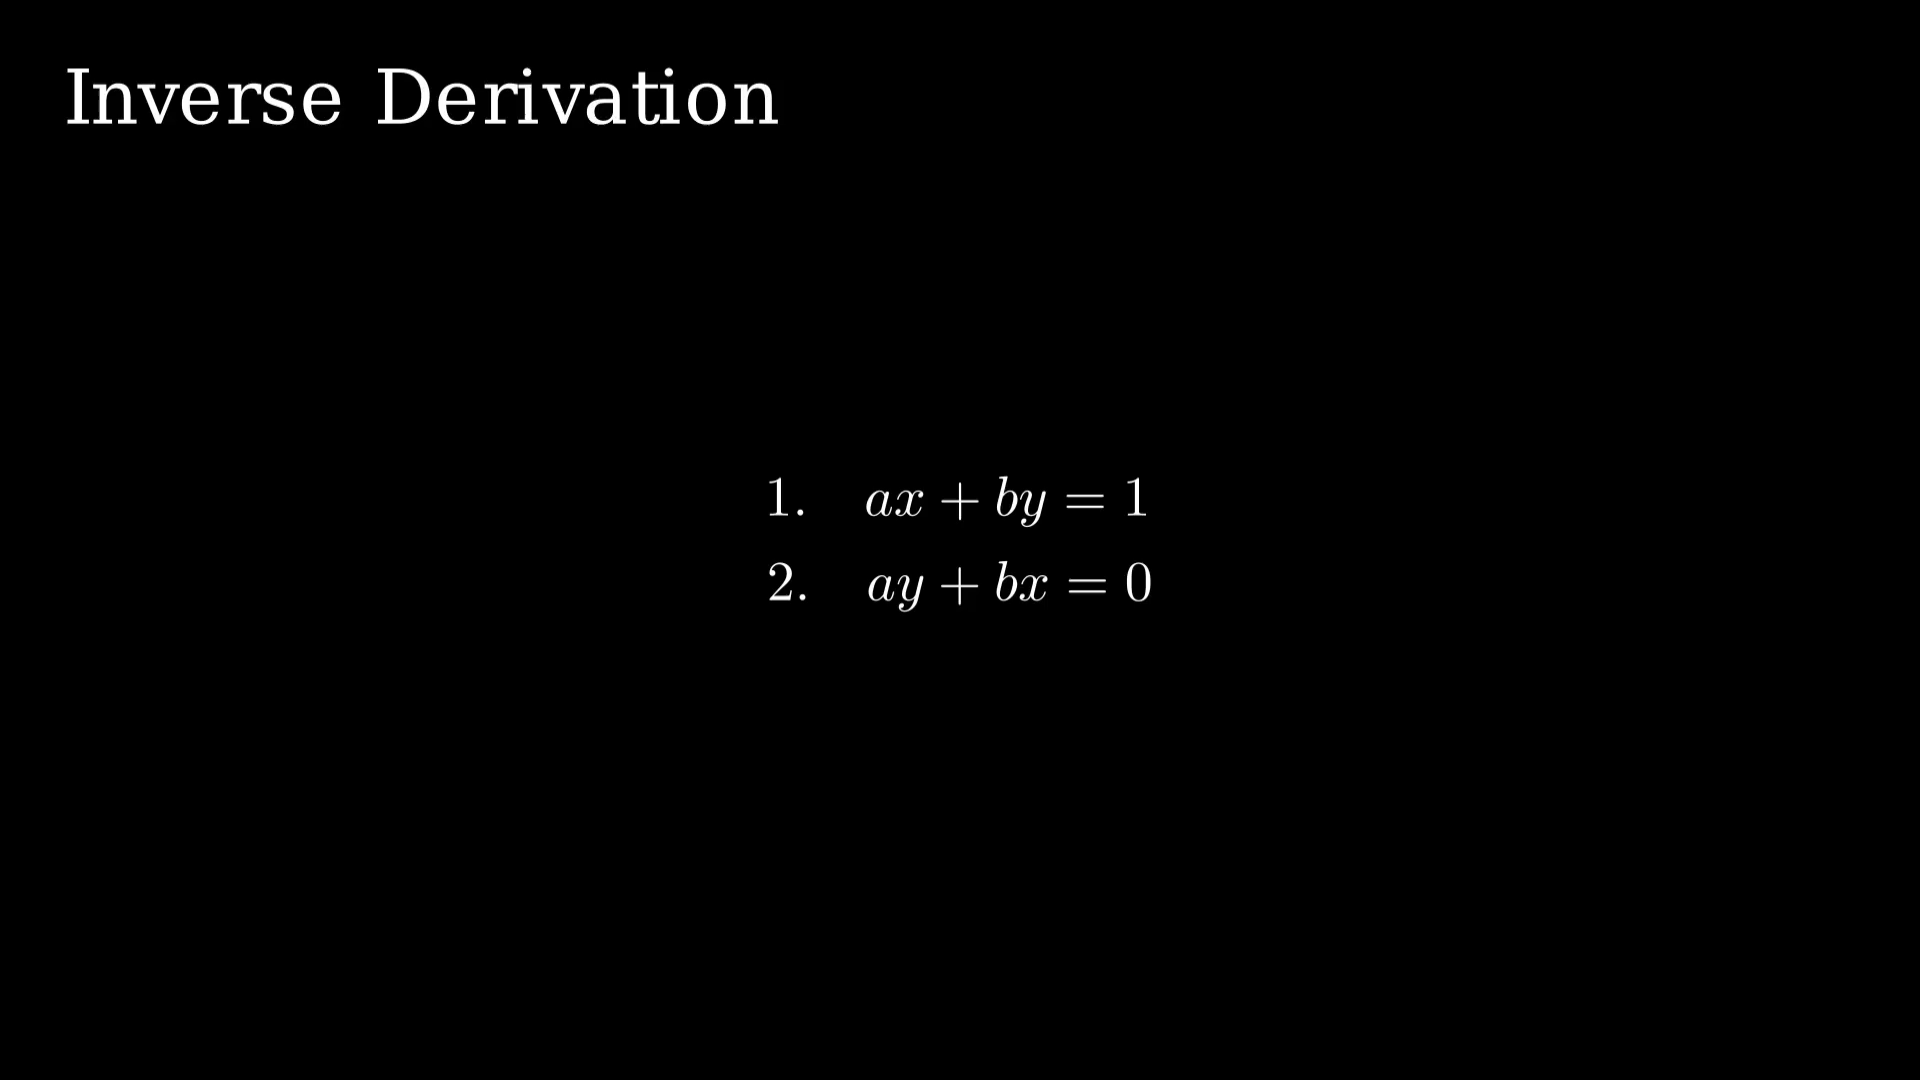 Inverse Derivation
1. ax + by = 1
2. ay + bx = 0